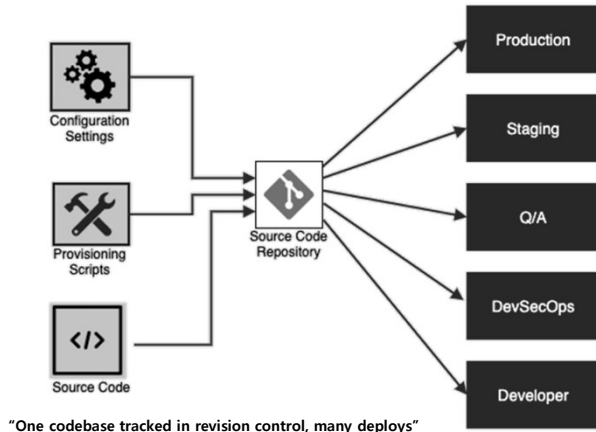 Configuration
Settings
Provisioning
Scripts
</>
Source Code
Source Code
Repository
Production
Staging
Q/A
DevSecOps
Developer
"One codebase tracked in revision control, many deploys"